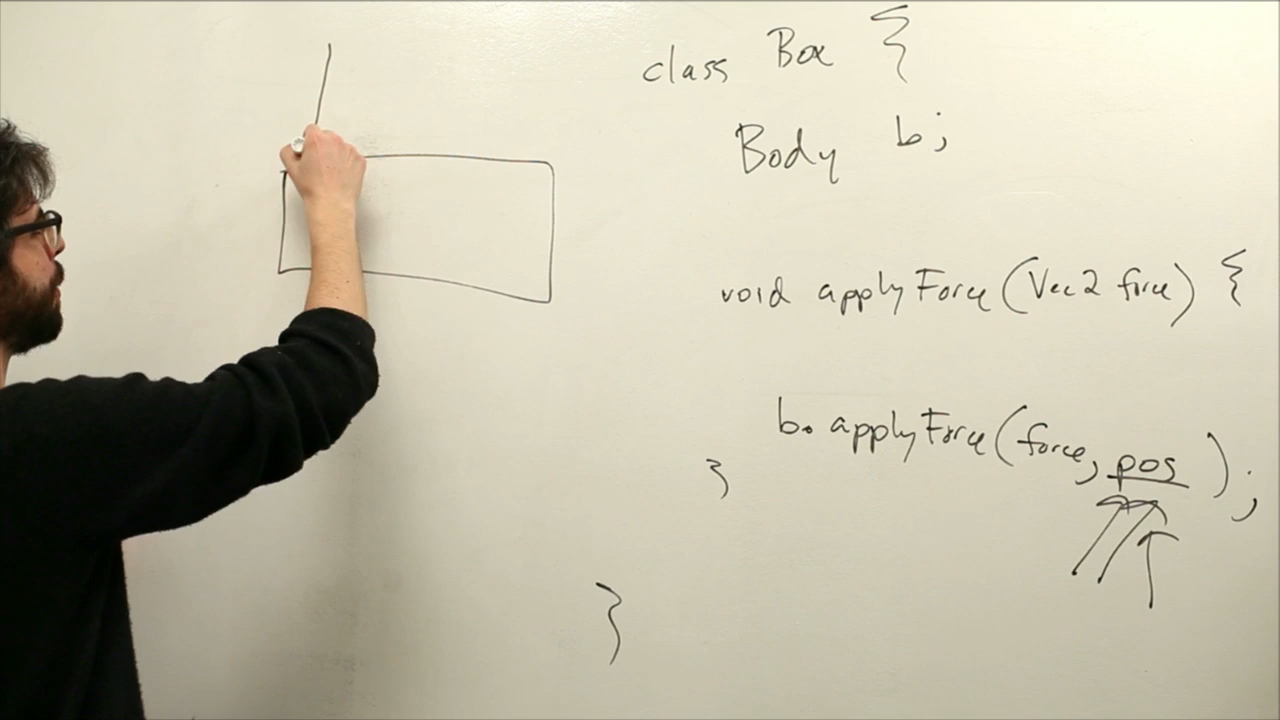 class Box {
Body b;
void applyForce(Vec2 force) {
b.applyForce(force, pos);
}
}